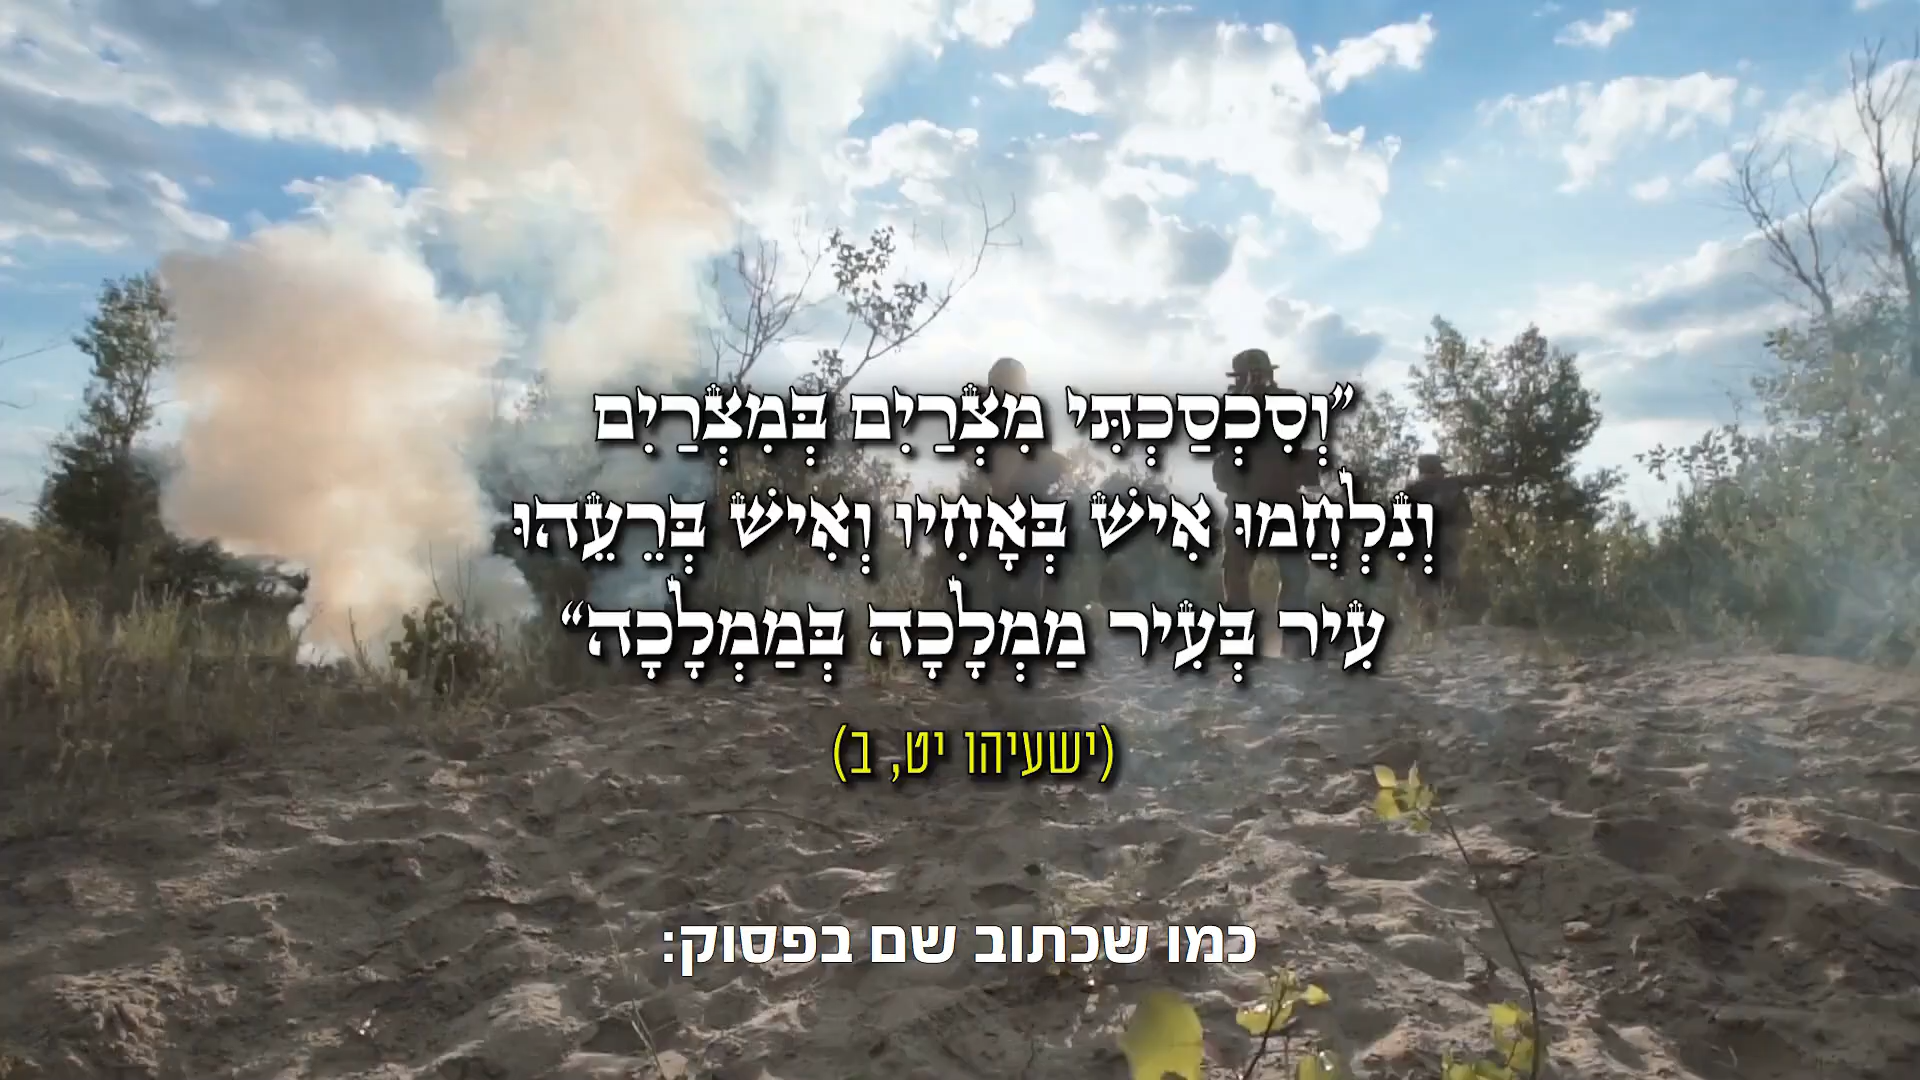 ”וְסִכְסַכְתִּי מִצְרַיִם בְּמִצְרַיִם
וְנִלְחֲמוּ אִישׁ בְּאָחִיו וְאִישׁ בְּרֵעֵהוּ
עִיר בְּעִיר מַמְלָכָה בְּמַמְלָכָה“
(ישעיהו יט, ב)
כמו שכתוב שם בפסוק: